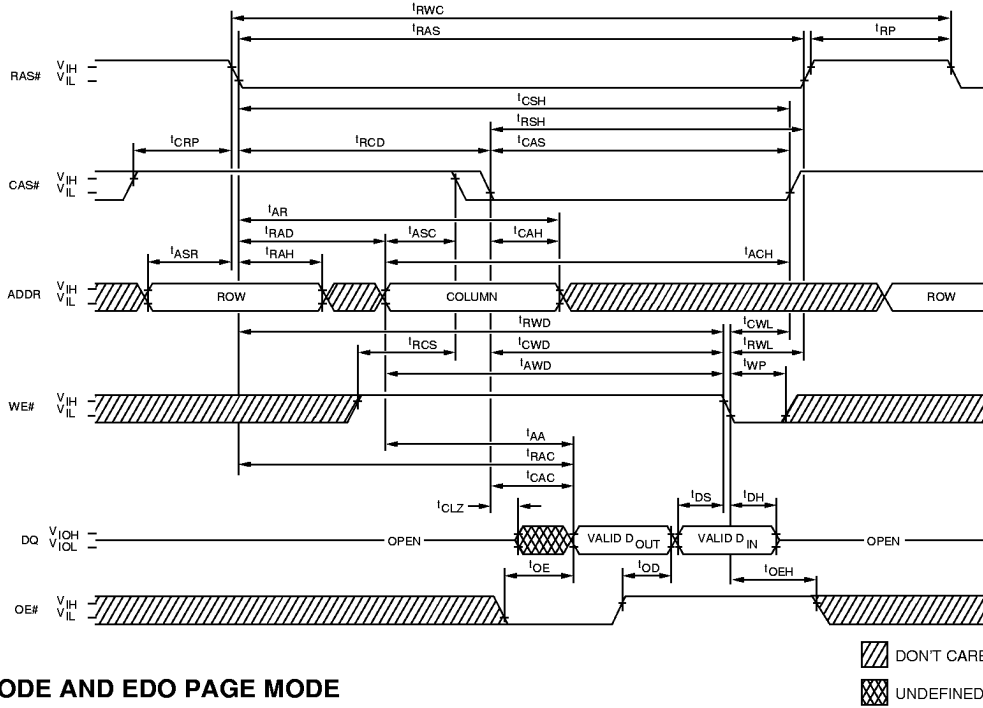 tRWC
tRAS
tRP
RAS# VIH
VIL
tCSH
tRSH
tCRP
tRCD
tCAS
CAS# VIH
VIL
tAR
tRAD
tASC
tCAH
tACH
tASR
tRAH
ADDR VIH
VIL
ROW
COLUMN
ROW
tRWD
tCWL
tRCS
tCWD
tRWL
tAWD
tWP
WE# VIH
VIL
tAA
tRAC
tCAC
tCLZ
tDS
tDH
DQ VIOH
VIOL
OPEN
VALID DOUT
VALID DIN
OPEN
tOE
tOD
tOEH
OE# VIH
VIL
DON'T CARE
UNDEFINED
ODE AND EDO PAGE MODE